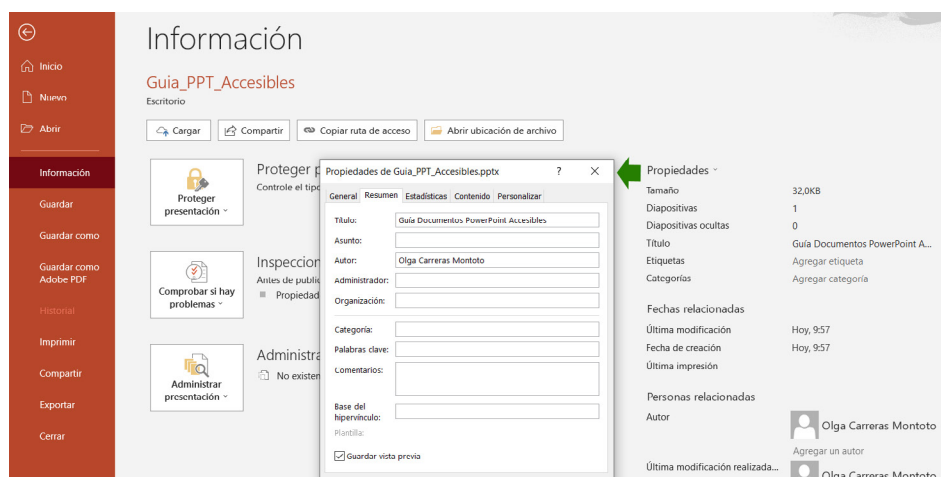 Información
Inicio
Nuevo
Abrir
Información
Guardar
Guardar como
Guardar como
Adobe PDF
Historial
Imprimir
Compartir
Exportar
Cerrar
Guia_PPT_Accesibles
Escritorio
Cargar
Compartir
Copiar ruta de acceso
Abrir ubicación de archivo
Proteger
presentación
Proteger p
Controle el tipo
Comprobar si hay
problemas
Inspeccion
Antes de public
Propiedad
Administrar
presentación
Administra
No existen
Propiedades de Guia_PPT_Accesibles.pptx ? X
General Resumen Estadísticas Contenido Personalizar
Título: Guía Documentos PowerPoint Accesibles
Asunto:
Autor: Olga Carreras Montoto
Administrador:
Organización:
Categoría:
Palabras clave:
Comentarios:
Base del
hipervínculo:
Plantilla:
Guardar vista previa
Propiedades
Tamaño 32,0KB
Diapositivas 1
Diapositivas ocultas 0
Título Guía Documentos PowerPoint A...
Etiquetas Agregar etiqueta
Categorías Agregar categoría
Fechas relacionadas
Última modificación Hoy, 9:57
Fecha de creación Hoy, 9:57
Última impresión
Personas relacionadas
Autor
Olga Carreras Montoto
Agregar un autor
Última modificación realizada...
Olga Carreras Montoto